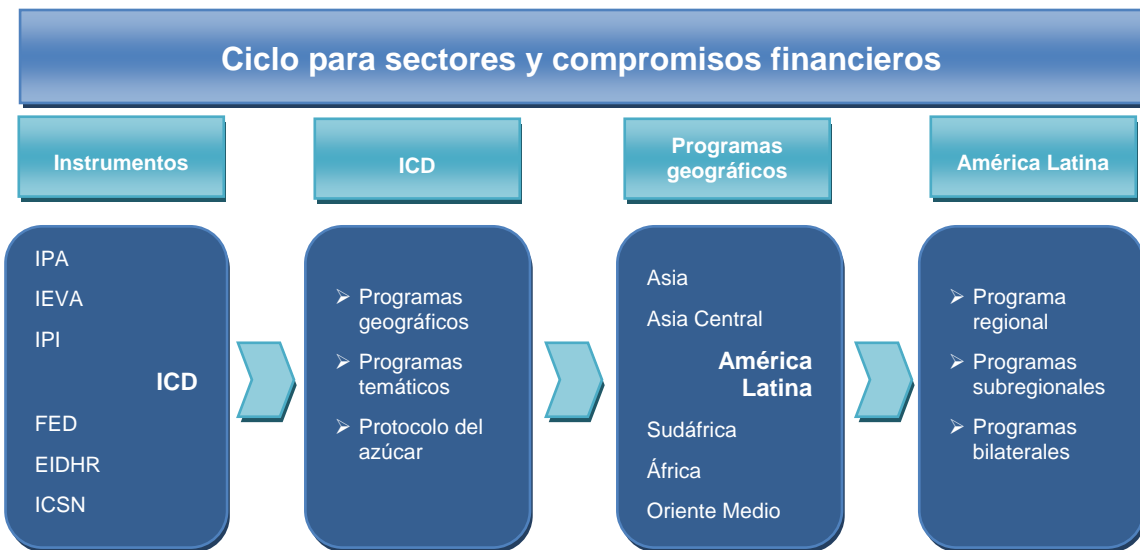 Ciclo para sectores y compromisos financieros
Instrumentos
IPA
IEVA
IPI
ICD
FED
EIDHR
ICSN
ICD
➢ Programas
geográficos
➢ Programas
temáticos
➢ Protocolo del
azúcar
Programas
geográficos
Asia
Asia Central
América
Latina
Sudáfrica
África
Oriente Medio
América Latina
➢ Programa
regional
➢ Programas
subregionales
➢ Programas
bilaterales